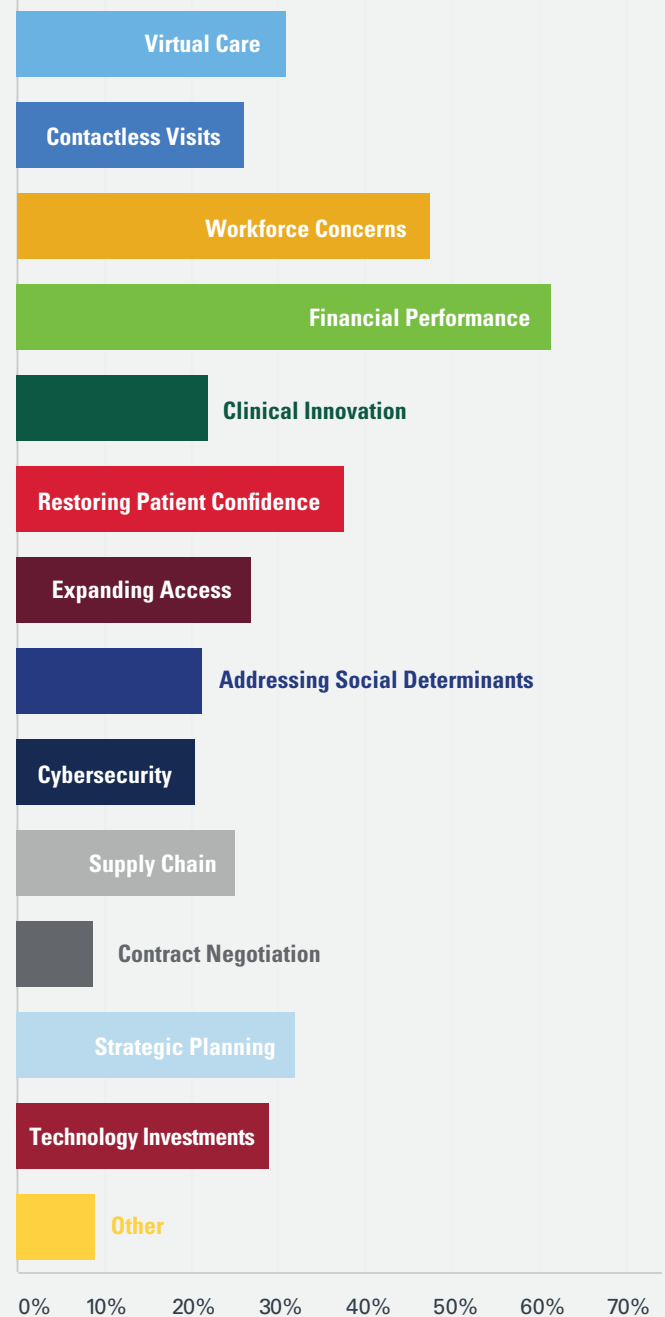 Virtual Care
Contactless Visits
Workforce Concerns
Financial Performance
Clinical Innovation
Restoring Patient Confidence
Expanding Access
Addressing Social Determinants
Cybersecurity
Supply Chain
Contract Negotiation
Strategic Planning
Technology Investments
Other
0% 10% 20% 30% 40% 50% 60% 70%